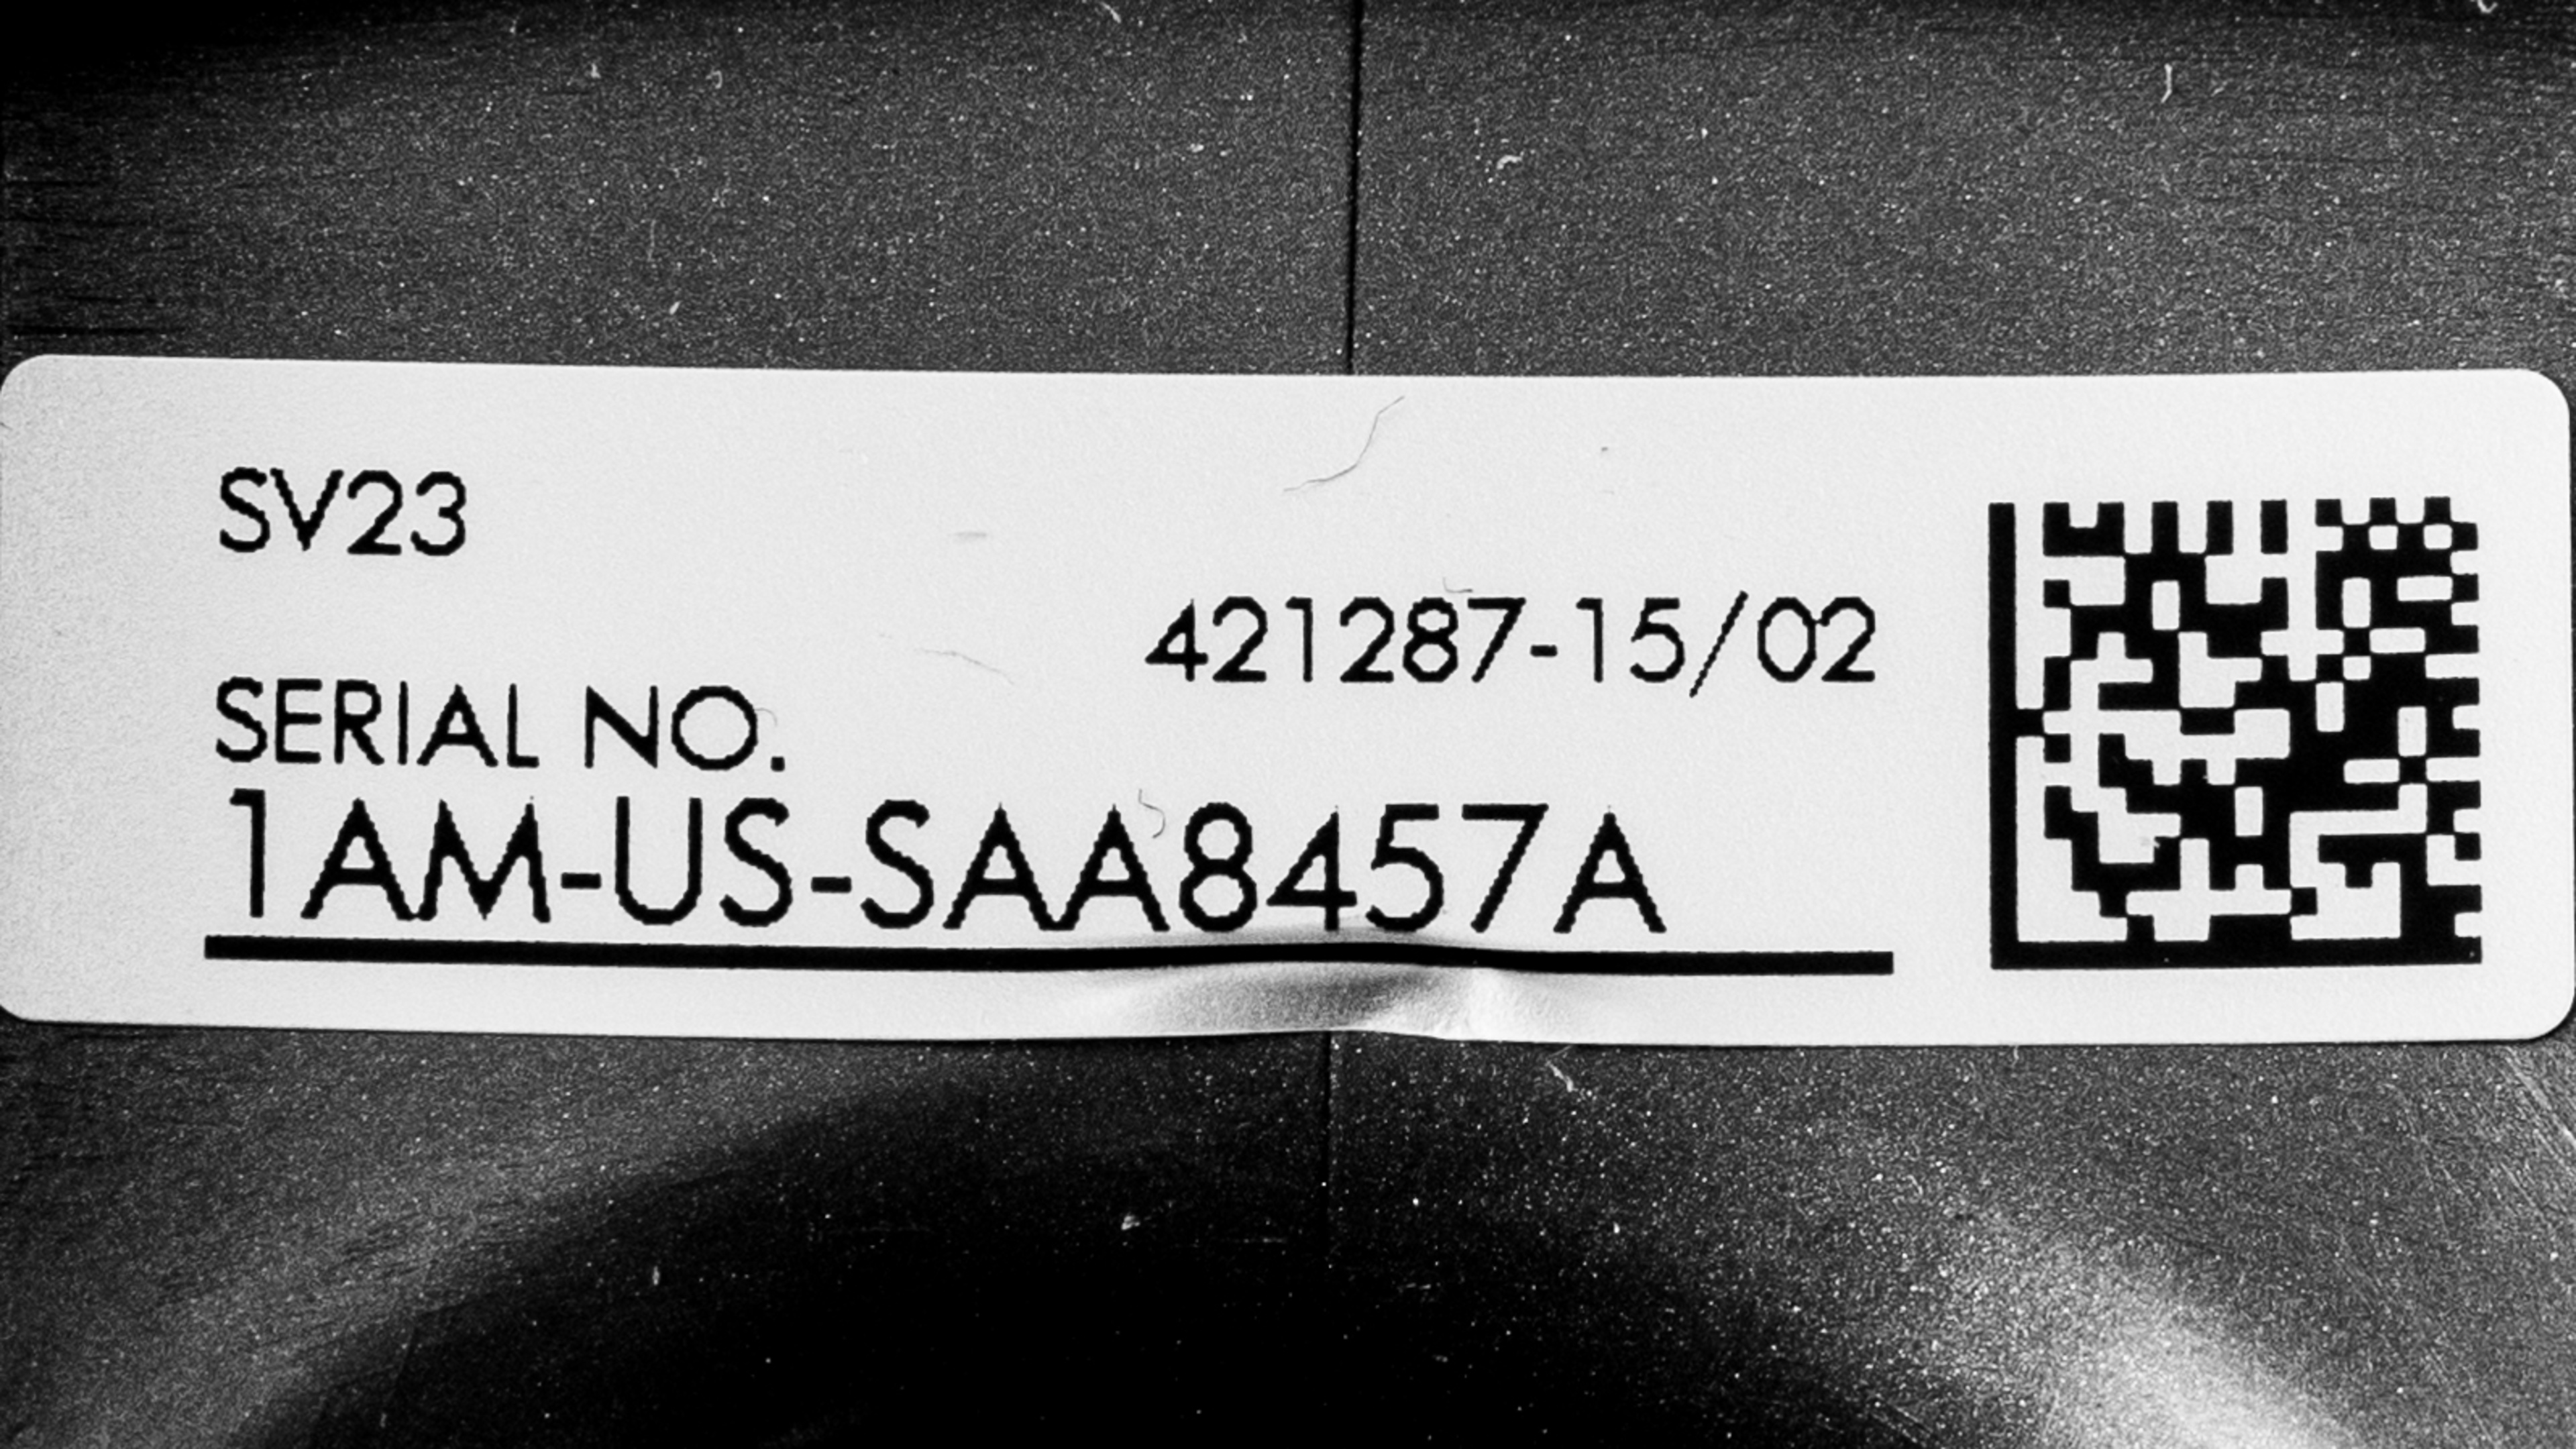 SV23
421287-15/02
SERIAL NO.
1AM-US-SAA8457A